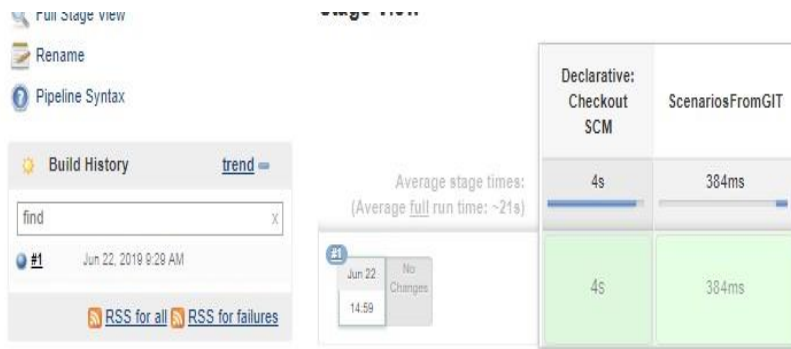 Full Stage View
Rename
Pipeline Syntax
Build History trend
find X
#1 Jun 22, 2019 9:29 AM
RSS for all RSS for failures
Stage View
Declarative:
Checkout
SCM
ScenariosFromGIT
Average stage times:
(Average full run time: ~21s)
4s
384ms
#1
Jun 22
14:59
No
Changes
4s
384ms